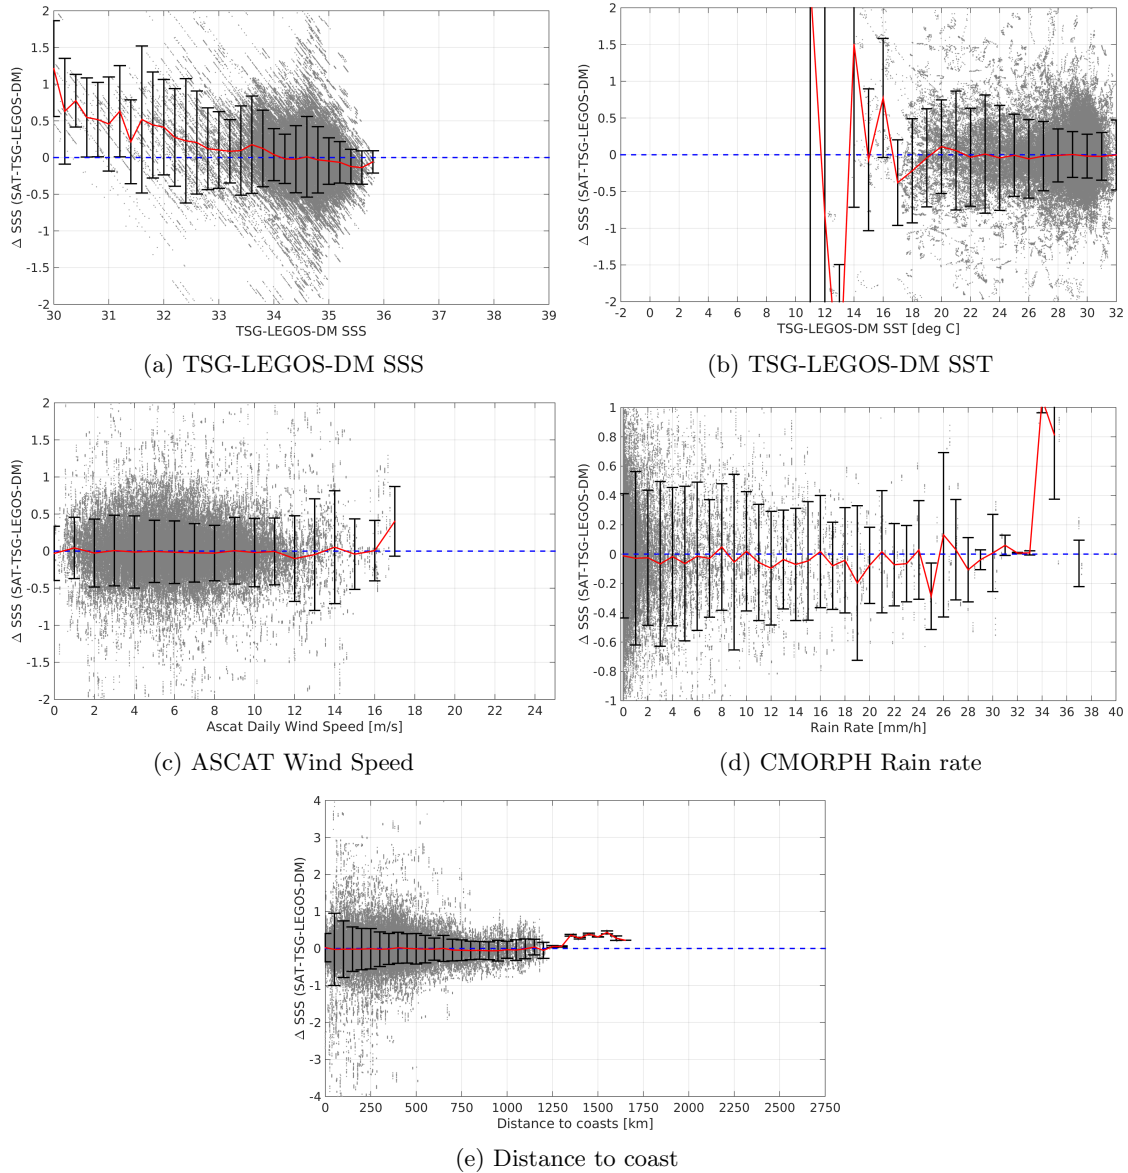 Δ SSS (SAT-TSG-LEGOS-DM)
2
1.5
1
0.5
0
-0.5
-1
-1.5
-2
30 31 32 33 34 35 36 37 38 39
TSG-LEGOS-DM SSS
(a) TSG-LEGOS-DM SSS
Δ SSS (SAT-TSG-LEGOS-DM)
2
1.5
1
0.5
0
-0.5
-1
-1.5
-2
-2 0 2 4 6 8 10 12 14 16 18 20 22 24 26 28 30 32
TSG-LEGOS-DM SST [deg C]
(b) TSG-LEGOS-DM SST
Δ SSS (SAT-TSG-LEGOS-DM)
2
1.5
1
0.5
0
-0.5
-1
-1.5
-2
0 2 4 6 8 10 12 14 16 18 20 22 24
Ascat Daily Wind Speed [m/s]
(c) ASCAT Wind Speed
Δ SSS (SAT-TSG-LEGOS-DM)
1
0.8
0.6
0.4
0.2
0
-0.2
-0.4
-0.6
-0.8
-1
0 2 4 6 8 10 12 14 16 18 20 22 24 26 28 30 32 34 36 38 40
Rain Rate [mm/h]
(d) CMORPH Rain rate
Δ SSS (SAT-TSG-LEGOS-DM)
4
3
2
1
0
-1
-2
-3
-4
0 250 500 750 1000 1250 1500 1750 2000 2250 2500 2750
Distance to coasts [km]
(e) Distance to coast